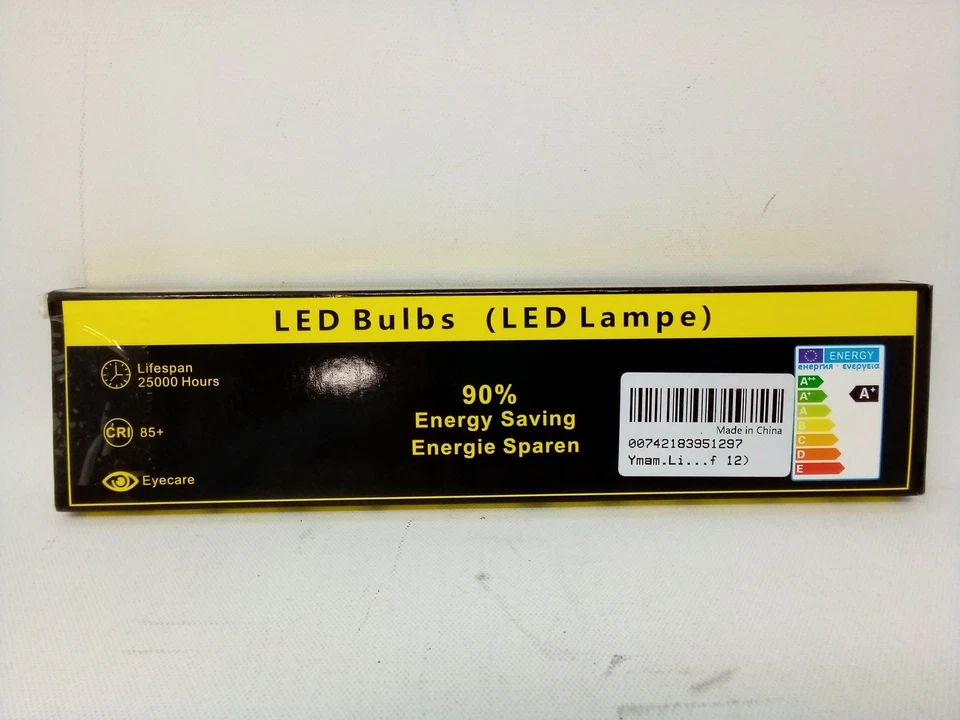 LED Bulbs (LED Lampe)
Lifespan
25000 Hours
CRI 85+
Eyecare
90%
Energy Saving
Energie Sparen
Made in China
00742183951297
Ymam.Li...f 12)
ENERGY
енергия · ενεργεια
A++
A+
A
B
C
D
E
A+